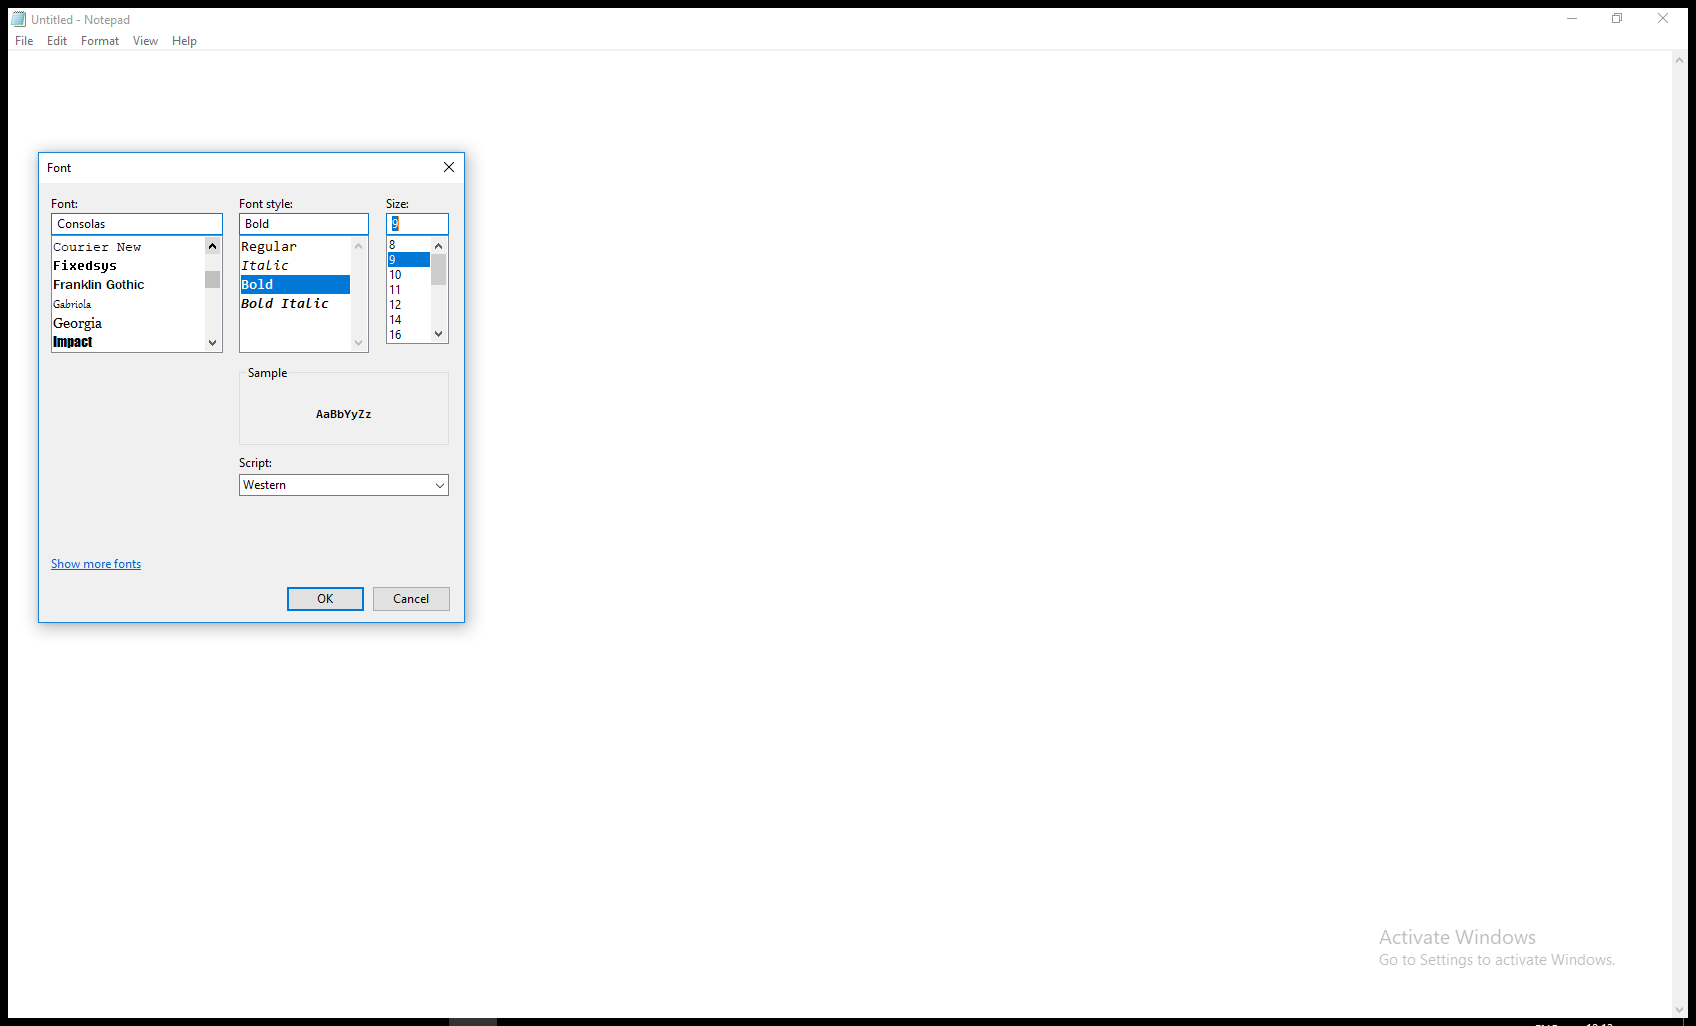 Untitled - Notepad
File Edit Format View Help
Font
Font: Font style: Size:
Consolas Bold 9
Courier New
Fixedsys
Franklin Gothic
Gabriola
Georgia
Impact
Regular
Italic
Bold
Bold Italic
8
9
10
11
12
14
16
Sample
AaBbYyZz
Script:
Western
Show more fonts
OK Cancel
Activate Windows
Go to Settings to activate Windows.